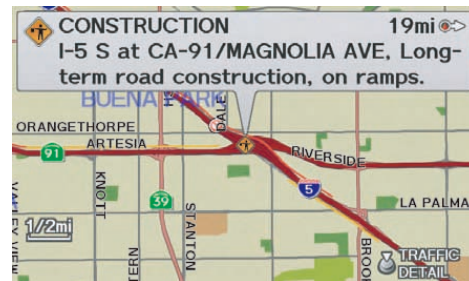 CONSTRUCTION 19mi
I-5 S at CA-91/MAGNOLIA AVE, Long-
term road construction, on ramps.
BUENA PARK
DALE
ORANGETHORPE
ARTESIA
91
RIVERSIDE
5
KNOTT
39
STANTON
LA PALMA
1/2mi
BROO
TRAFFIC
DETAIL